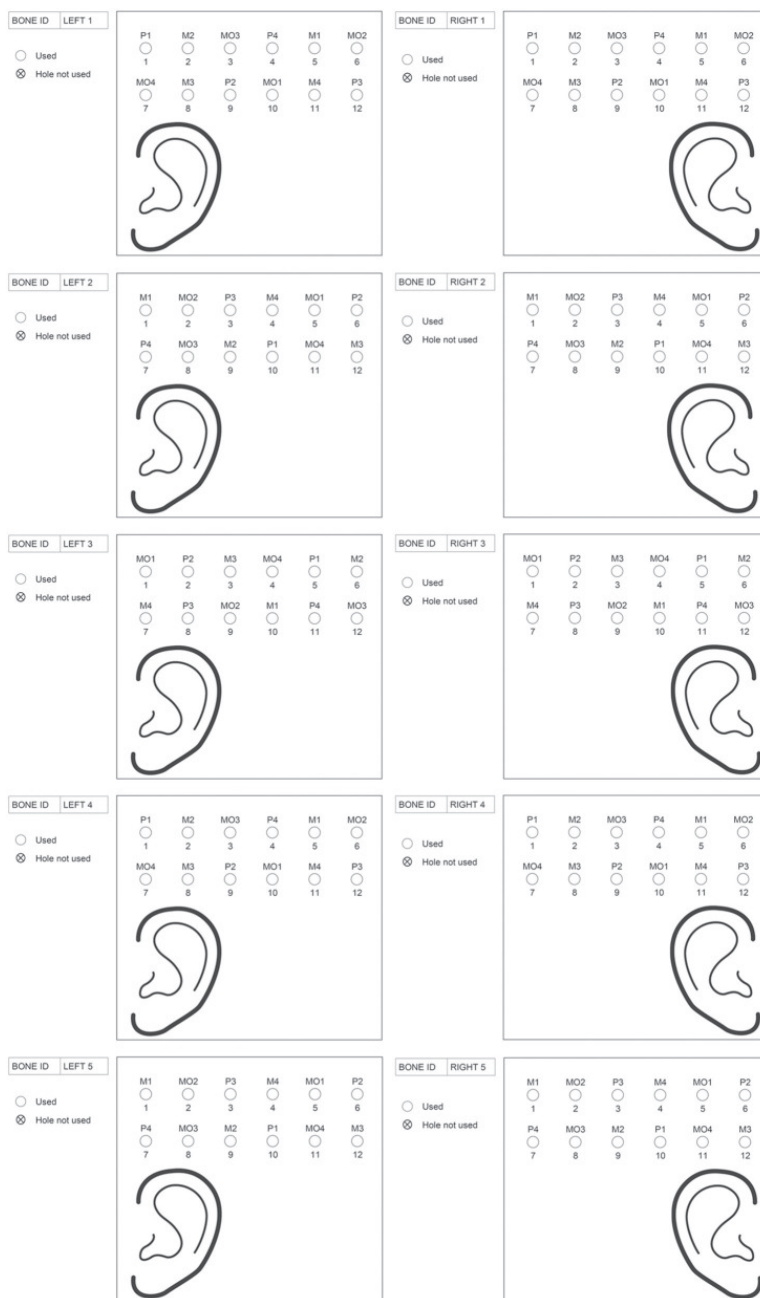 BONE ID LEFT 1
Used
Hole not used
P1 M2 MO3 P4 M1 MO2
1 2 3 4 5 6
MO4 M3 P2 MO1 M4 P3
7 8 9 10 11 12
BONE ID RIGHT 1
Used
Hole not used
P1 M2 MO3 P4 M1 MO2
1 2 3 4 5 6
MO4 M3 P2 MO1 M4 P3
7 8 9 10 11 12
BONE ID LEFT 2
Used
Hole not used
M1 MO2 P3 M4 MO1 P2
1 2 3 4 5 6
P4 MO3 M2 P1 MO4 M3
7 8 9 10 11 12
BONE ID RIGHT 2
Used
Hole not used
M1 MO2 P3 M4 MO1 P2
1 2 3 4 5 6
P4 MO3 M2 P1 MO4 M3
7 8 9 10 11 12
BONE ID LEFT 3
Used
Hole not used
MO1 P2 M3 MO4 P1 M2
1 2 3 4 5 6
M4 P3 MO2 M1 P4 MO3
7 8 9 10 11 12
BONE ID RIGHT 3
Used
Hole not used
MO1 P2 M3 MO4 P1 M2
1 2 3 4 5 6
M4 P3 MO2 M1 P4 MO3
7 8 9 10 11 12
BONE ID LEFT 4
Used
Hole not used
P1 M2 MO3 P4 M1 MO2
1 2 3 4 5 6
MO4 M3 P2 MO1 M4 P3
7 8 9 10 11 12
BONE ID RIGHT 4
Used
Hole not used
P1 M2 MO3 P4 M1 MO2
1 2 3 4 5 6
MO4 M3 P2 MO1 M4 P3
7 8 9 10 11 12
BONE ID LEFT 5
Used
Hole not used
M1 MO2 P3 M4 MO1 P2
1 2 3 4 5 6
P4 MO3 M2 P1 MO4 M3
7 8 9 10 11 12
BONE ID RIGHT 5
Used
Hole not used
M1 MO2 P3 M4 MO1 P2
1 2 3 4 5 6
P4 MO3 M2 P1 MO4 M3
7 8 9 10 11 12